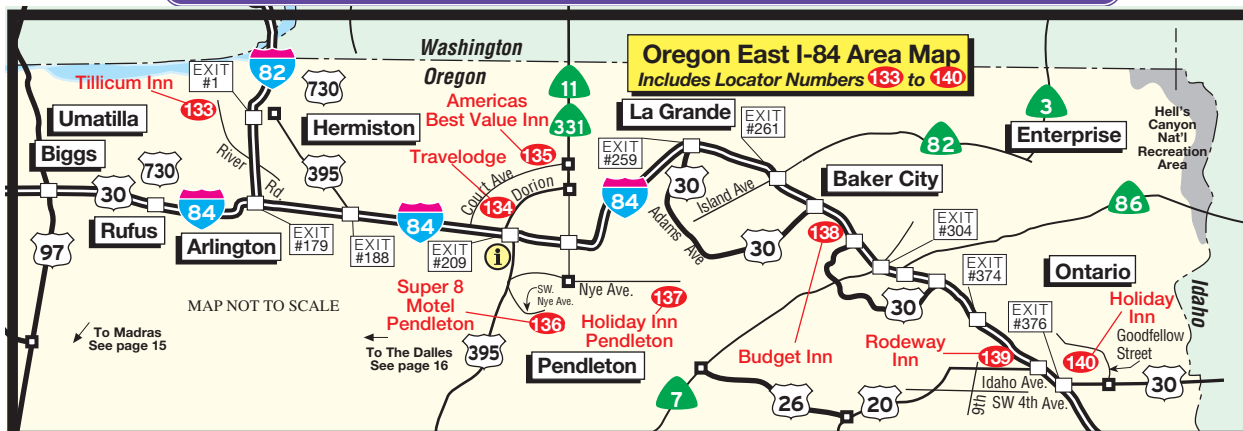 Washington
Oregon
Oregon East I-84 Area Map
Includes Locator Numbers 133 to 140
Tillicum Inn
133
EXIT
#1
82
730
Umatilla
Hermiston
Americas
Best Value Inn
135
11
331
La Grande
EXIT
#261
3
Enterprise
Hell's
Canyon
Nat'l
Recreation
Area
Biggs
730
River
Rd.
395
Travelodge
134
Court Ave
Dorion
EXIT
#259
30
82
Island Ave
Baker City
86
30
Rufus
84
Arlington
EXIT
#179
EXIT
#188
84
EXIT
#209
i
84
Adams Ave
30
138
EXIT
#304
EXIT
#374
Ontario
Idaho
97
MAP NOT TO SCALE
Super 8
Motel
Pendleton
136
SW.
Nye Ave.
Nye Ave.
137
Holiday Inn
Pendleton
Budget Inn
30
Rodeway
Inn
139
EXIT
#376
Holiday
Inn
140
Goodfellow
Street
To Madras
See page 15
To The Dalles
See page 16
395
Pendleton
7
26
20
9th
Idaho Ave.
SW 4th Ave.
30